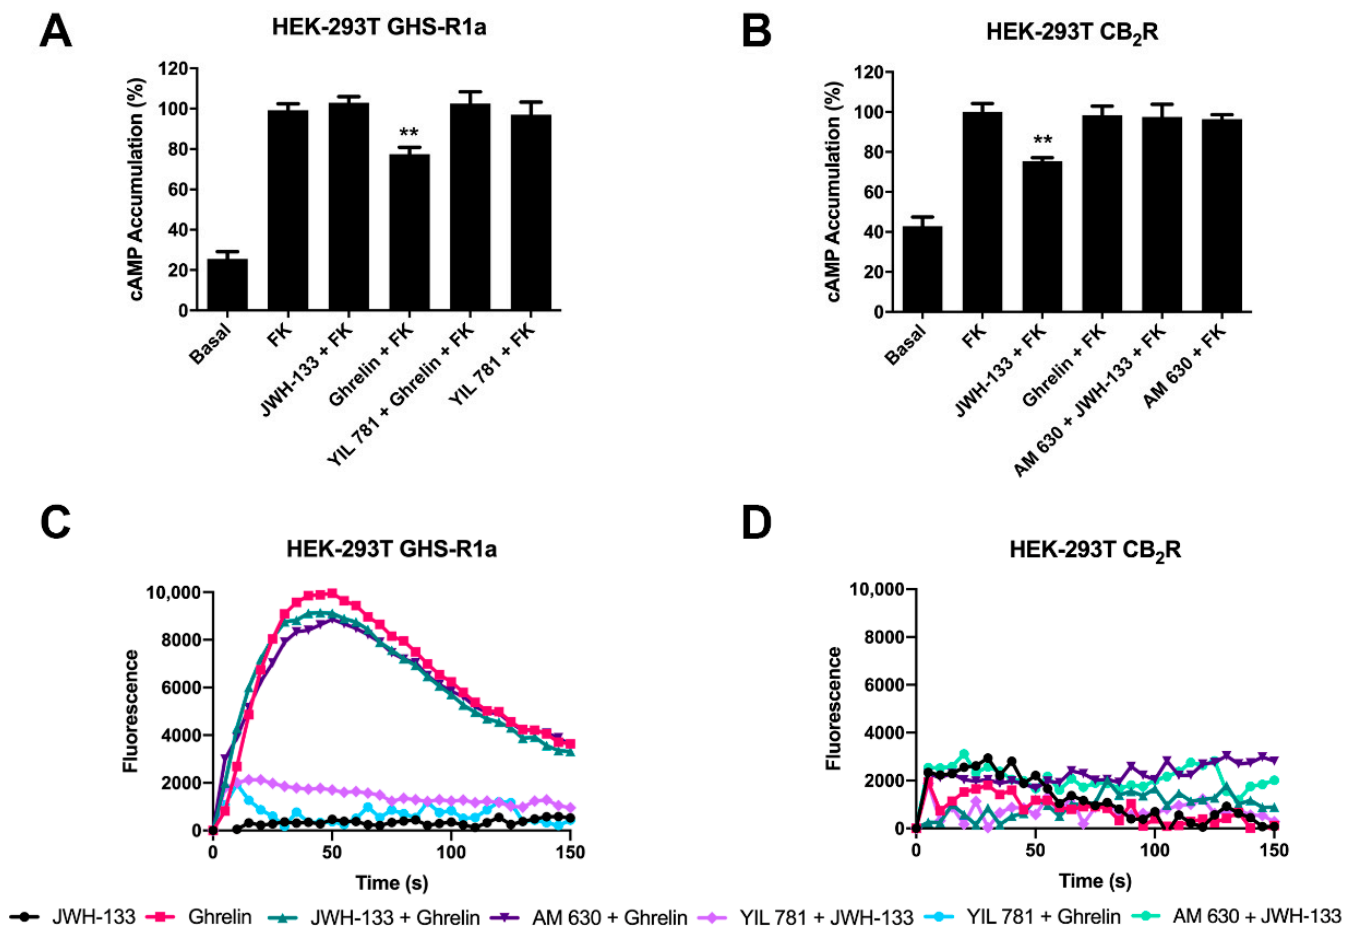 A
HEK-293T GHS-R1a
cAMP Accumulation (%)
120
100
80
60
40
20
0
**
Basal
FK
JWH-133 + FK
Ghrelin + FK
YIL 781 + Ghrelin + FK
YIL 781 + FK
B
HEK-293T CB₂R
cAMP Accumulation (%)
120
100
80
60
40
20
0
**
Basal
FK
JWH-133 + FK
Ghrelin + FK
AM 630 + JWH-133 + FK
AM 630 + FK
C
HEK-293T GHS-R1a
Fluorescence
10,000
8000
6000
4000
2000
0
0 50 100 150
Time (s)
D
HEK-293T CB₂R
Fluorescence
10,000
8000
6000
4000
2000
0
0 50 100 150
Time (s)
JWH-133 Ghrelin JWH-133 + Ghrelin AM 630 + Ghrelin YIL 781 + JWH-133 YIL 781 + Ghrelin AM 630 + JWH-133